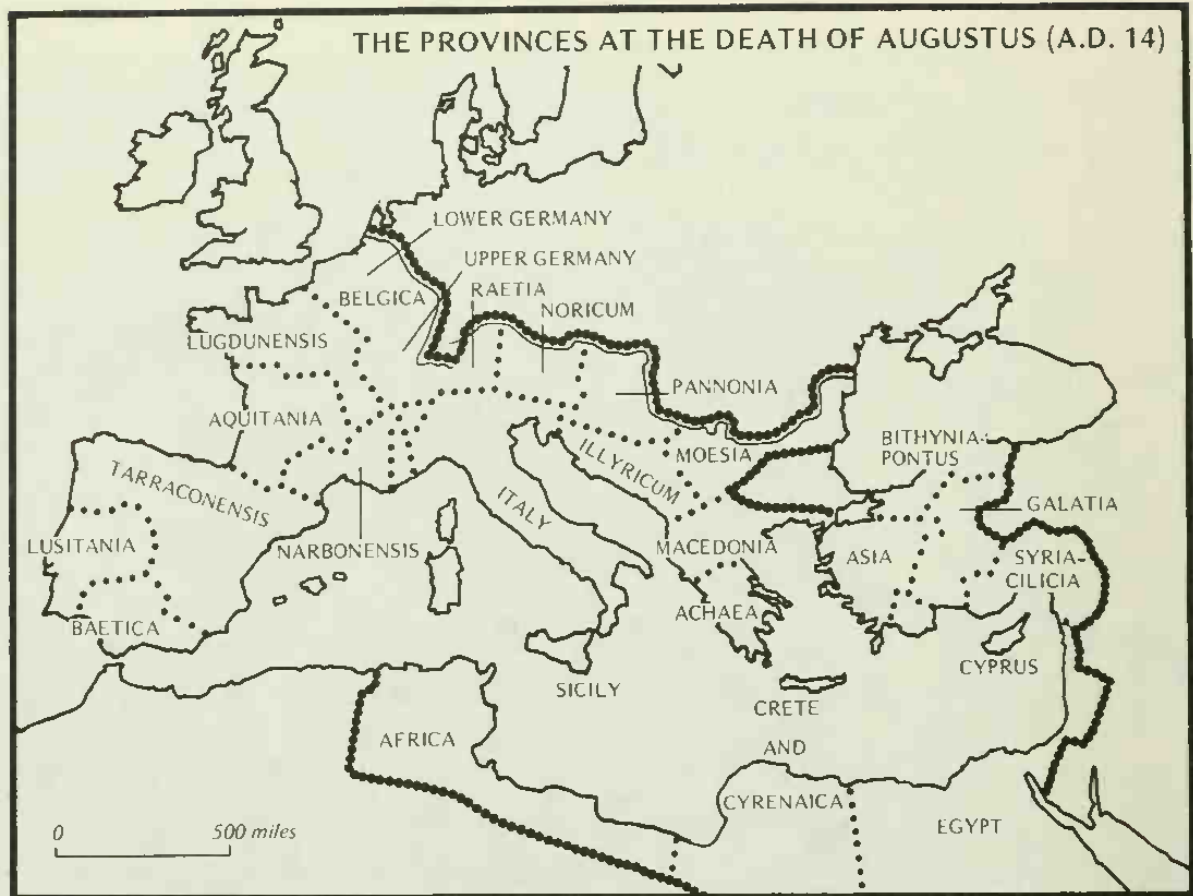 THE PROVINCES AT THE DEATH OF AUGUSTUS (A.D. 14)
LOWER GERMANY
UPPER GERMANY
BELGICA
RAETIA
NORICUM
LUGDUNENSIS
PANNONIA
AQUITANIA
BITHYNIA-
PONTUS
MOESIA
ILLYRICUM
TARRACONENSIS
ITALY
GALATIA
LUSITANIA
NARBONENSIS
MACEDONIA
ASIA
SYRIA-
CILICIA
BAETICA
ACHAEA
CYPRUS
SICILY
CRETE
AND
CYRENAICA
AFRICA
EGYPT
0 500 miles